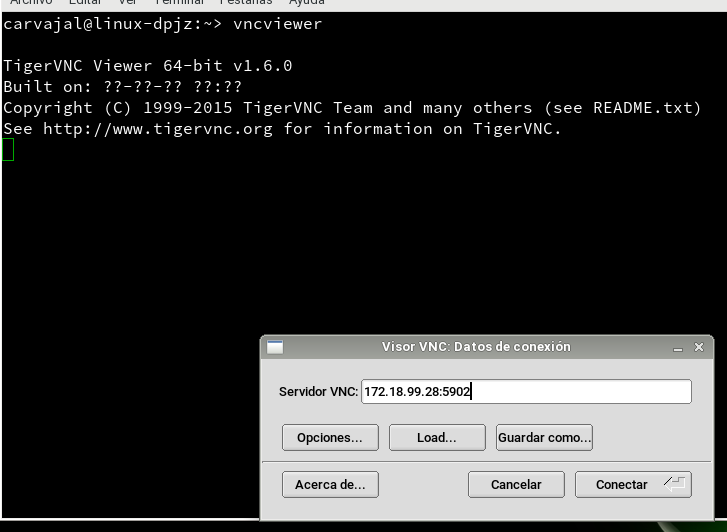 Archivo Editar Ver Terminal Pestañas Ayuda
carvajal@linux-dpjz:~> vncviewer
TigerVNC Viewer 64-bit v1.6.0
Built on: ??-??-?? ??:??
Copyright (C) 1999-2015 TigerVNC Team and many others (see README.txt)
See http://www.tigervnc.org for information on TigerVNC.
Visor VNC: Datos de conexión
Servidor VNC: 172.18.99.28:5902
Opciones... Load... Guardar como...
Acerca de... Cancelar Conectar